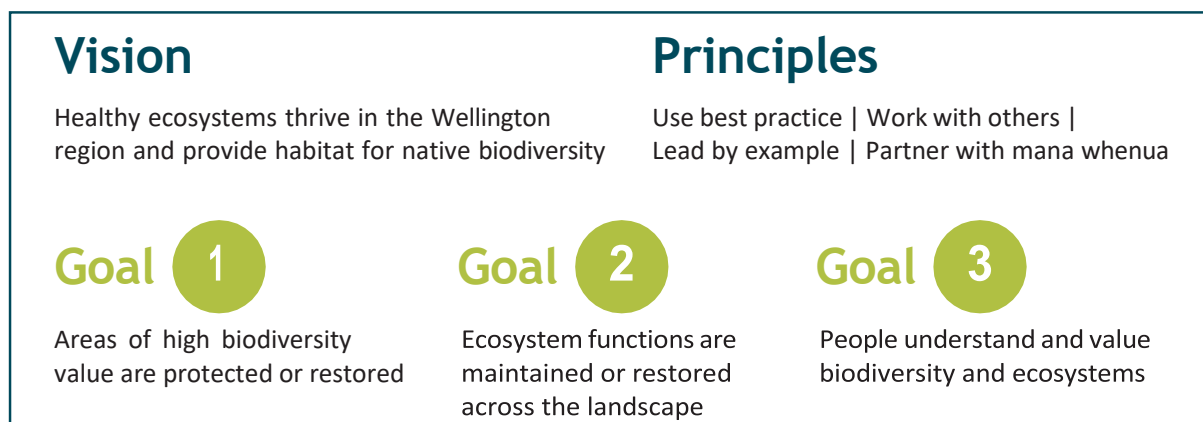 Vision
Healthy ecosystems thrive in the Wellington
region and provide habitat for native biodiversity
Principles
Use best practice | Work with others |
Lead by example | Partner with mana whenua
Goal 1
Areas of high biodiversity
value are protected or restored
Goal 2
Ecosystem functions are
maintained or restored
across the landscape
Goal 3
People understand and value
biodiversity and ecosystems